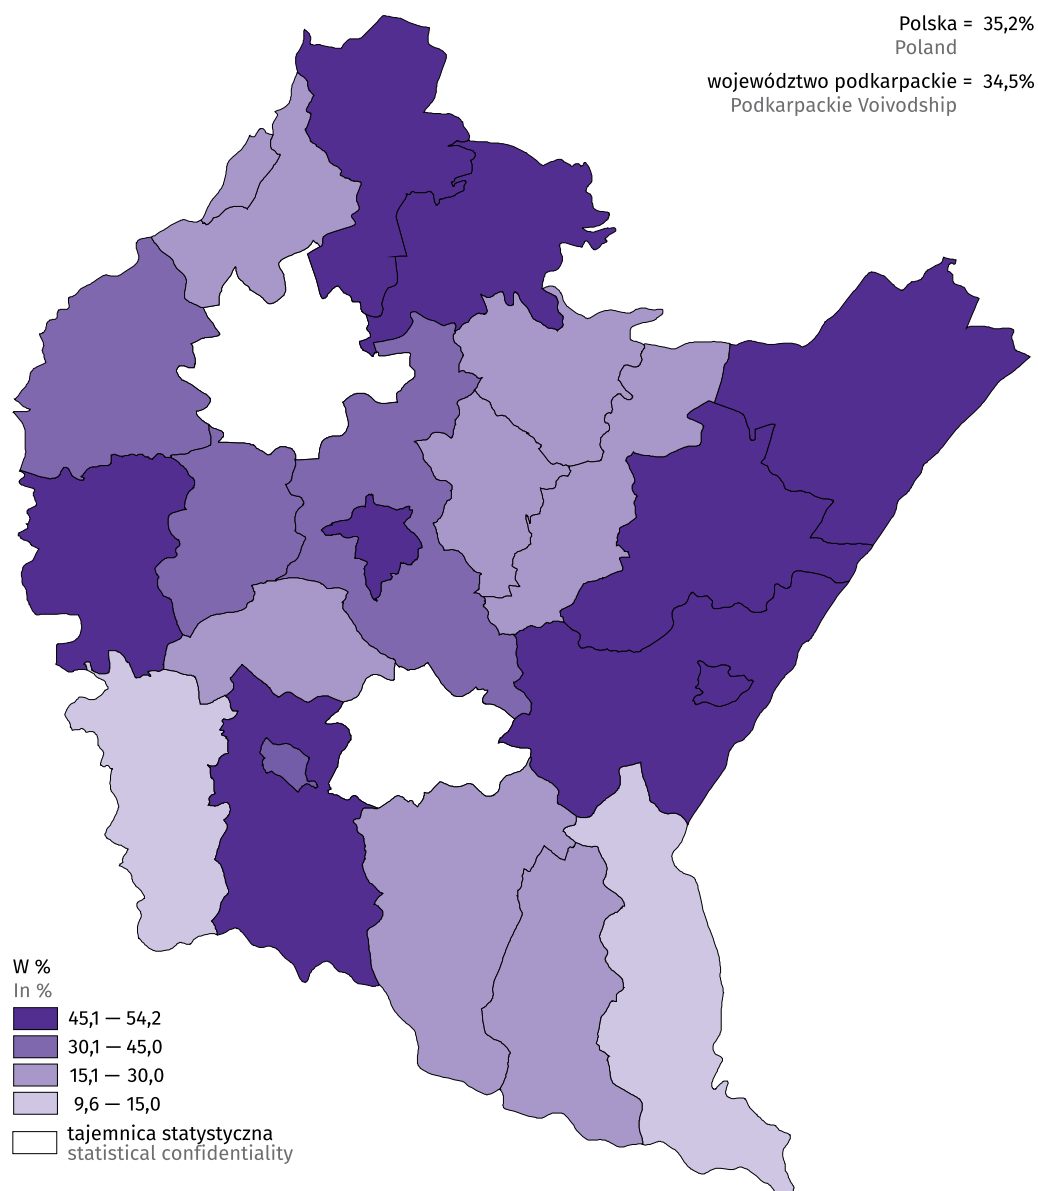 Polska = 35,2%
Poland
województwo podkarpackie = 34,5%
Podkarpackie Voivodship
W %
In %
45,1 — 54,2
30,1 — 45,0
15,1 — 30,0
9,6 — 15,0
tajemnica statystyczna
statistical confidentiality